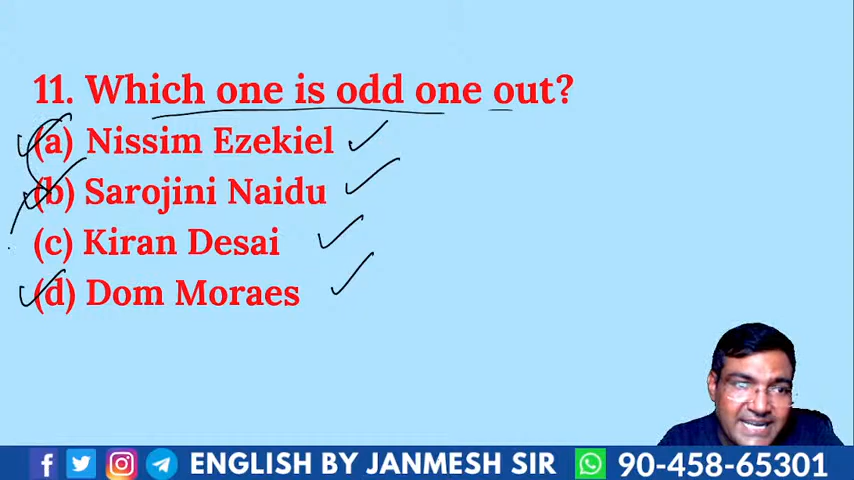 11. Which one is odd one out?
(a) Nissim Ezekiel
(b) Sarojini Naidu
(c) Kiran Desai
(d) Dom Moraes
ENGLISH BY JANMESH SIR 90-458-65301